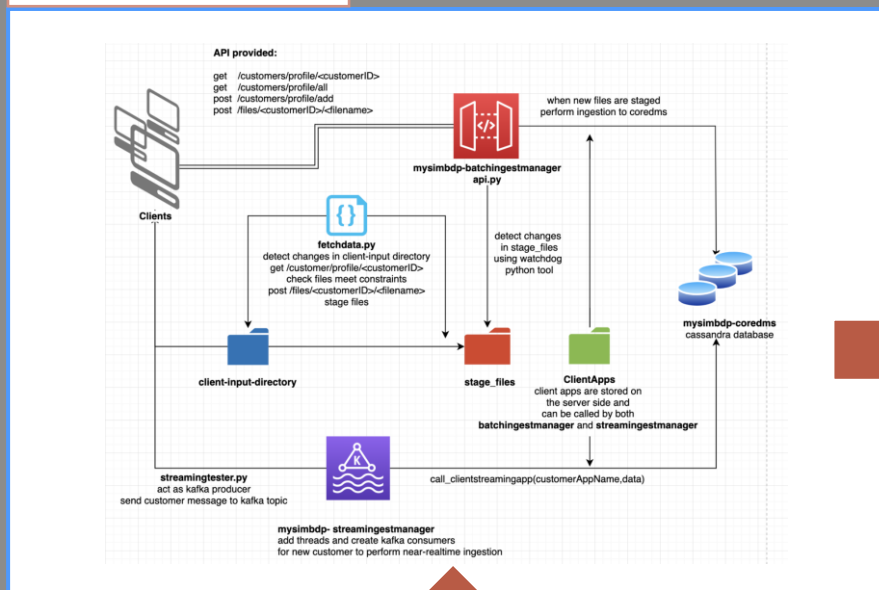 API provided:
get /customers/profile/<customerID>
get /customers/profile/all
post /customers/profile/add
post /files/<customerID>/<filename>
when new files are staged
perform ingestion to coredms
mysimbdp-batchingestmanager
api.py
Clients
{}
fetchdata.py
detect changes in client-input directory
get /customer/profile/<customerID>
check files meet constraints
post /files/<customerID>/<filename>
stage files
detect changes
in stage_files
using watchdog
python tool
mysimbdp-coredms
cassandra database
client-input-directory
stage_files
ClientApps
client apps are stored on
the server side and
can be called by both
batchingestmanager and streamingestmanager
streamingtester.py
act as kafka producer
send customer message to kafka topic
K
call_clientstreamingapp(customerAppName,data)
mysimbdp- streamingestmanager
add threads and create kafka consumers
for new customer to perform near-realtime ingestion